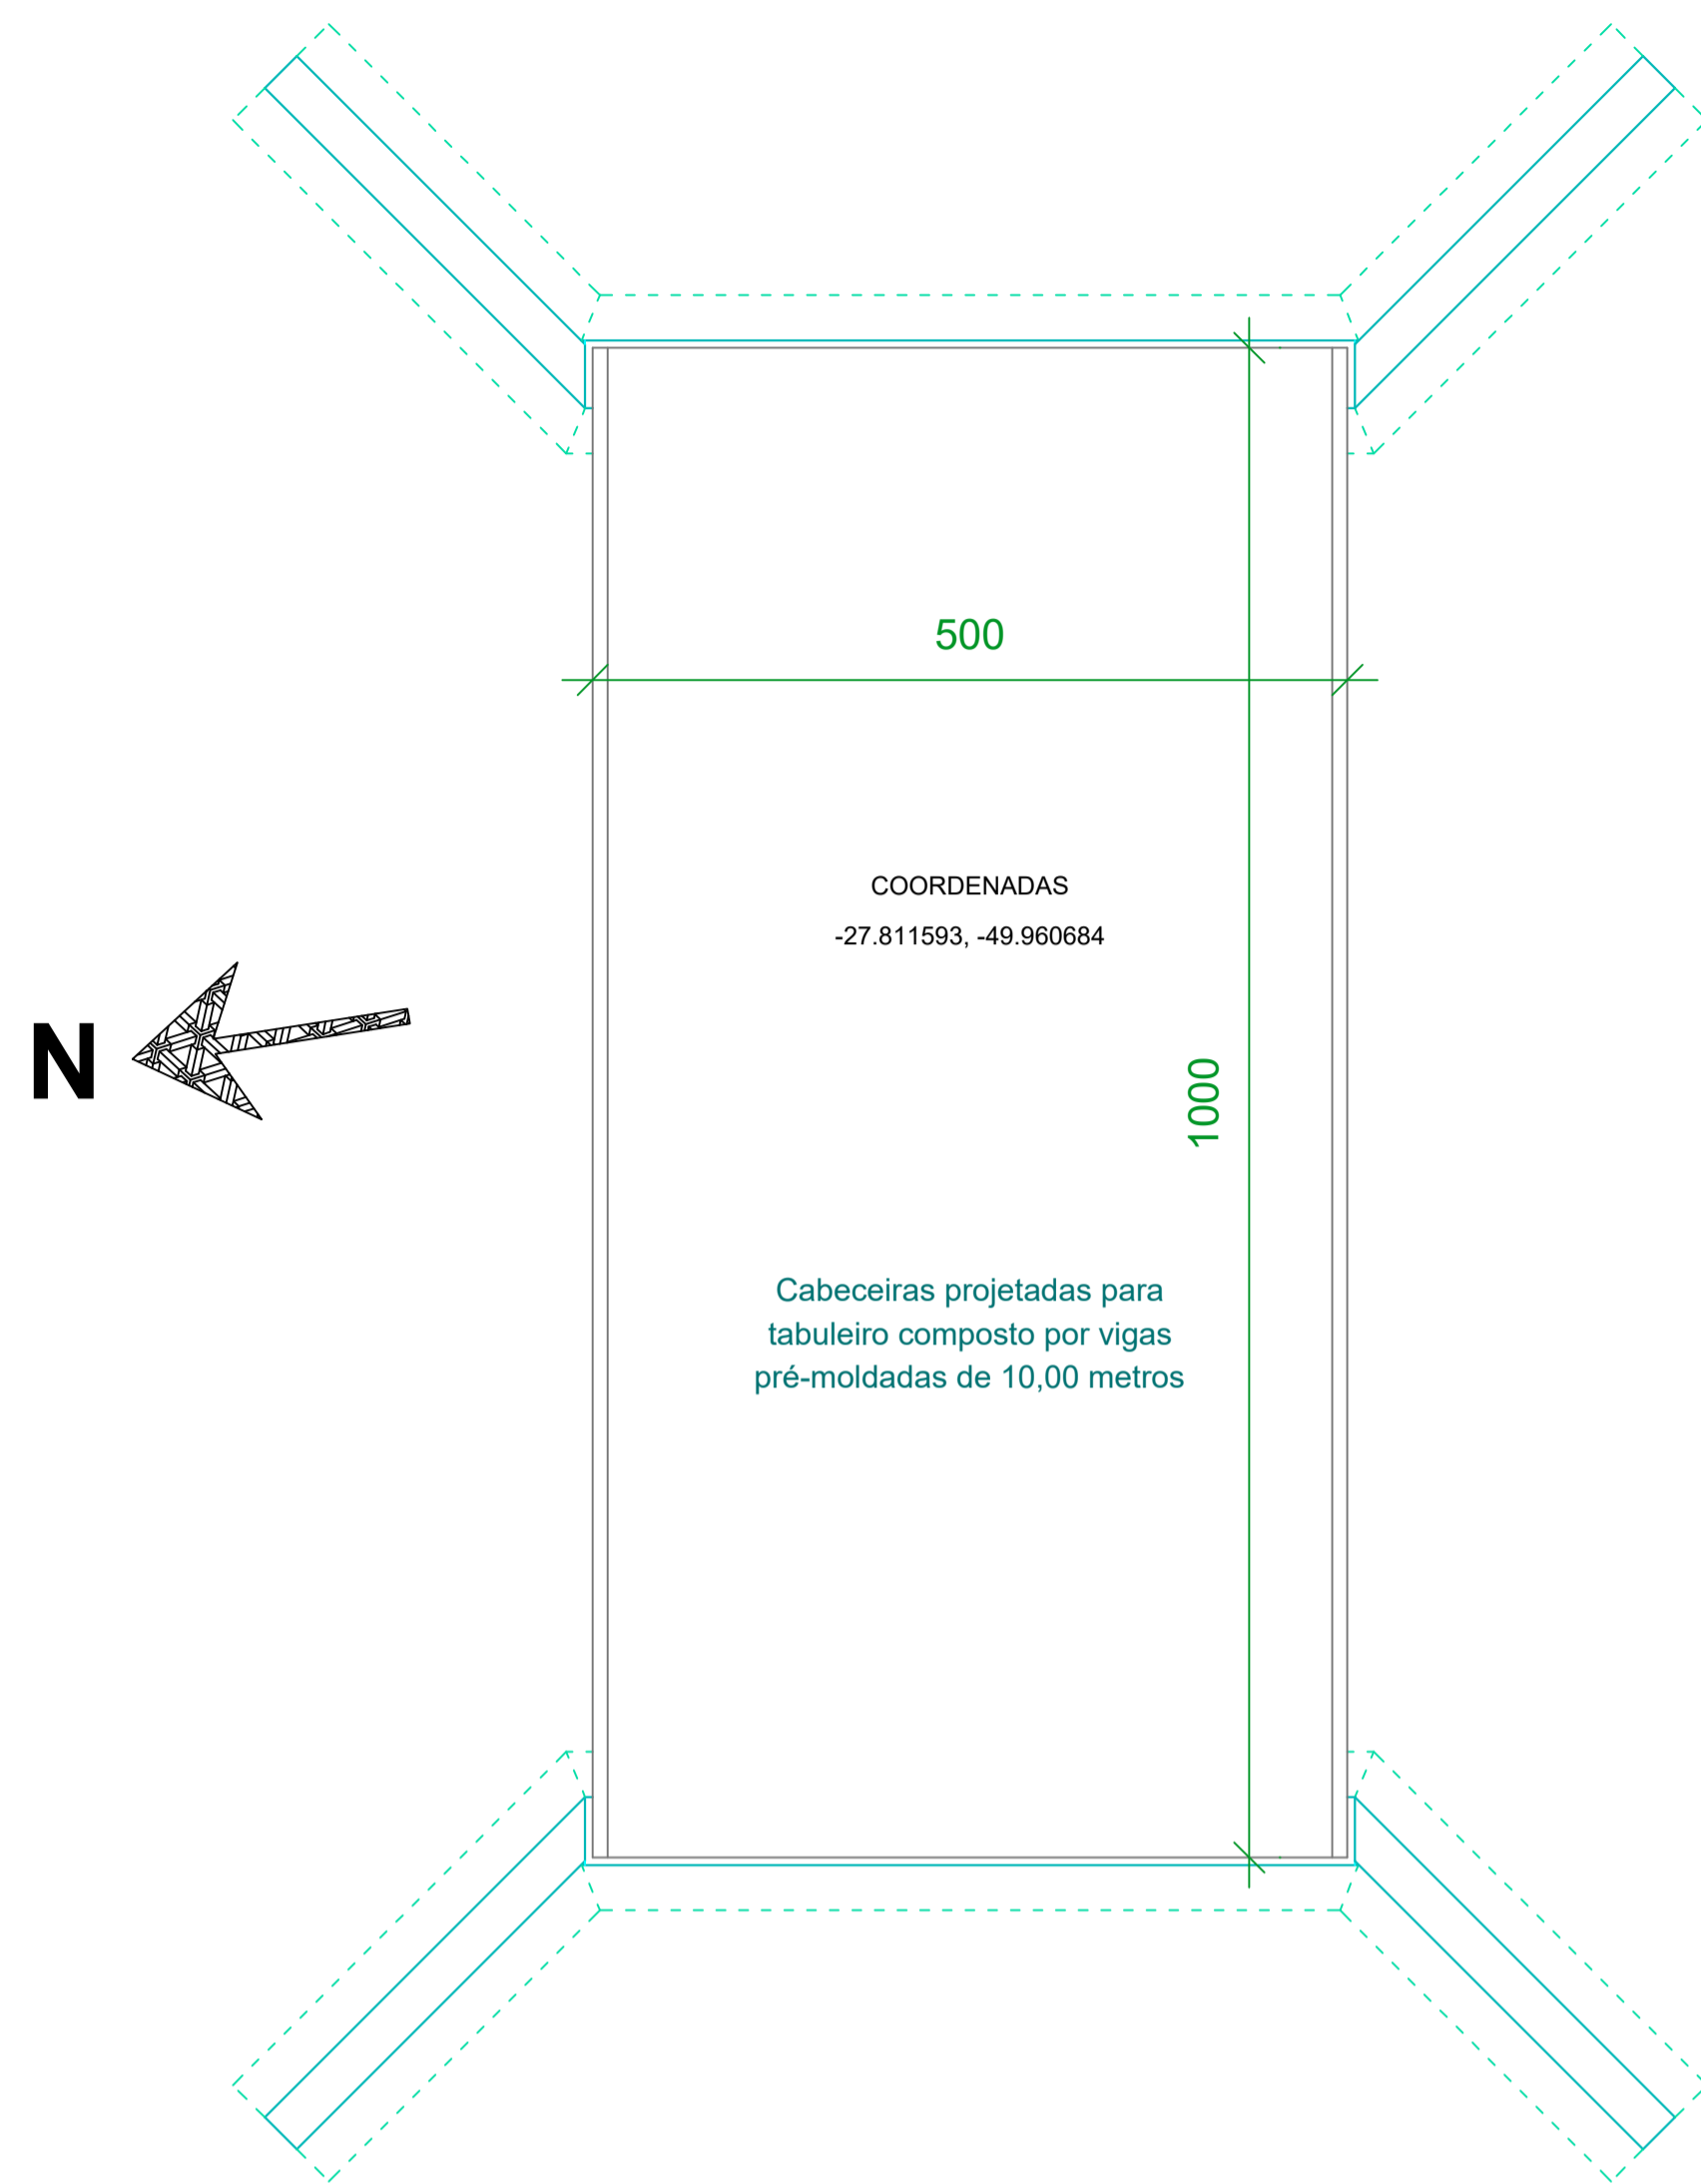 500
COORDENADAS
-27.811593, -49.960684
N
1000
Cabeceiras projetadas para
tabuleiro composto por vigas
pré-moldadas de 10,00 metros